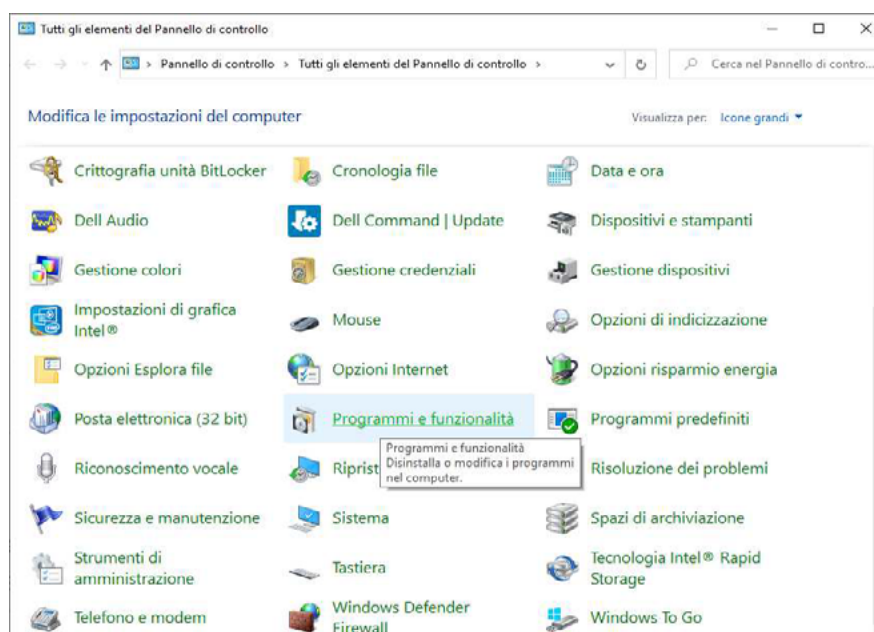 Tutti gli elementi del Pannello di controllo
Pannello di controllo > Tutti gli elementi del Pannello di controllo >
Cerca nel Pannello di contro...
Modifica le impostazioni del computer
Visualizza per: Icone grandi
Crittografia unità BitLocker
Cronologia file
Data e ora
Dell Audio
Dell Command | Update
Dispositivi e stampanti
Gestione colori
Gestione credenziali
Gestione dispositivi
Impostazioni di grafica
Intel®
Mouse
Opzioni di indicizzazione
Opzioni Esplora file
Opzioni Internet
Opzioni risparmio energia
Posta elettronica (32 bit)
Programmi e funzionalità
Programmi predefiniti
Programmi e funzionalità
Disinstalla o modifica i programmi
nel computer.
Riconoscimento vocale
Riprist
Risoluzione dei problemi
Sicurezza e manutenzione
Sistema
Spazi di archiviazione
Strumenti di
amministrazione
Tastiera
Tecnologia Intel® Rapid
Storage
Telefono e modem
Windows Defender
Firewall
Windows To Go